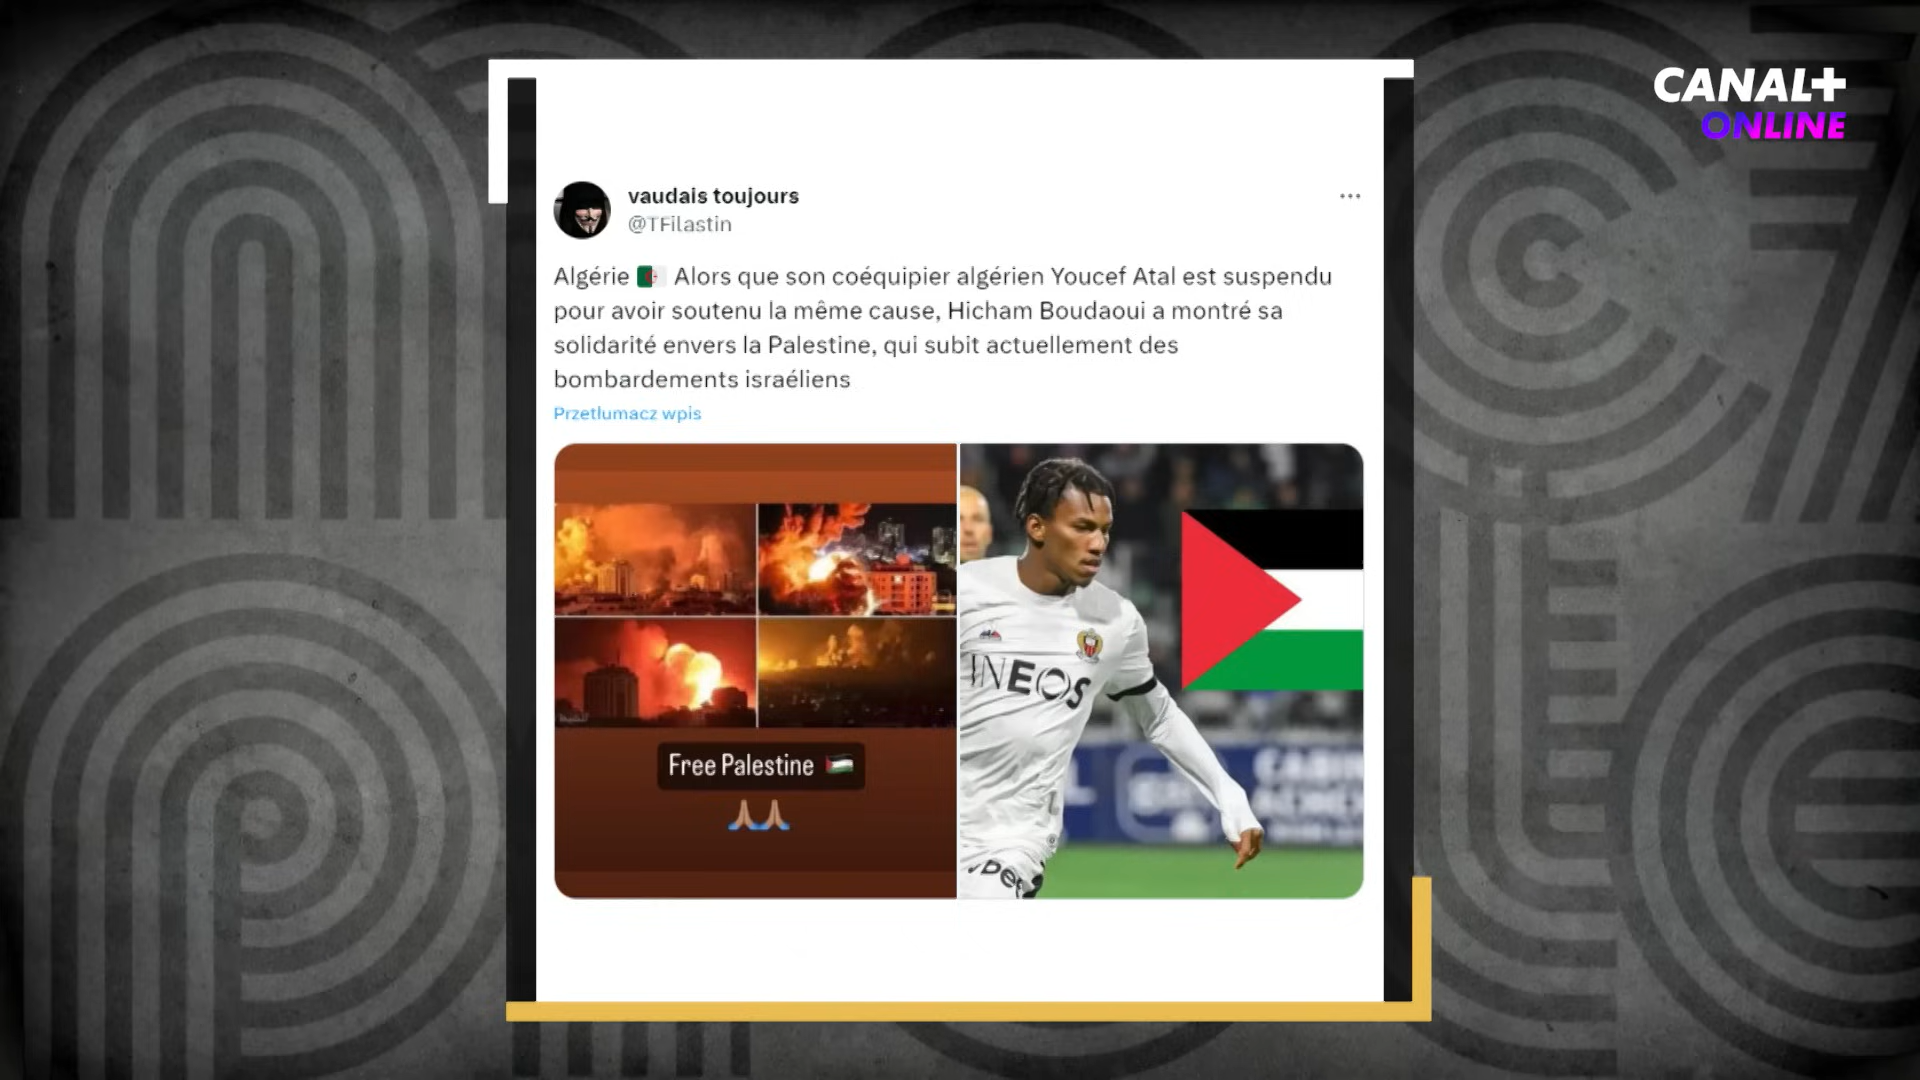 CANAL+
ONLINE
vaudais toujours
@TFilastin
Algérie 🇩🇿 Alors que son coéquipier algérien Youcef Atal est suspendu
pour avoir soutenu la même cause, Hicham Boudaoui a montré sa
solidarité envers la Palestine, qui subit actuellement des
bombardements israéliens
Przetłumacz wpis
Free Palestine 🇵🇸
INEOS